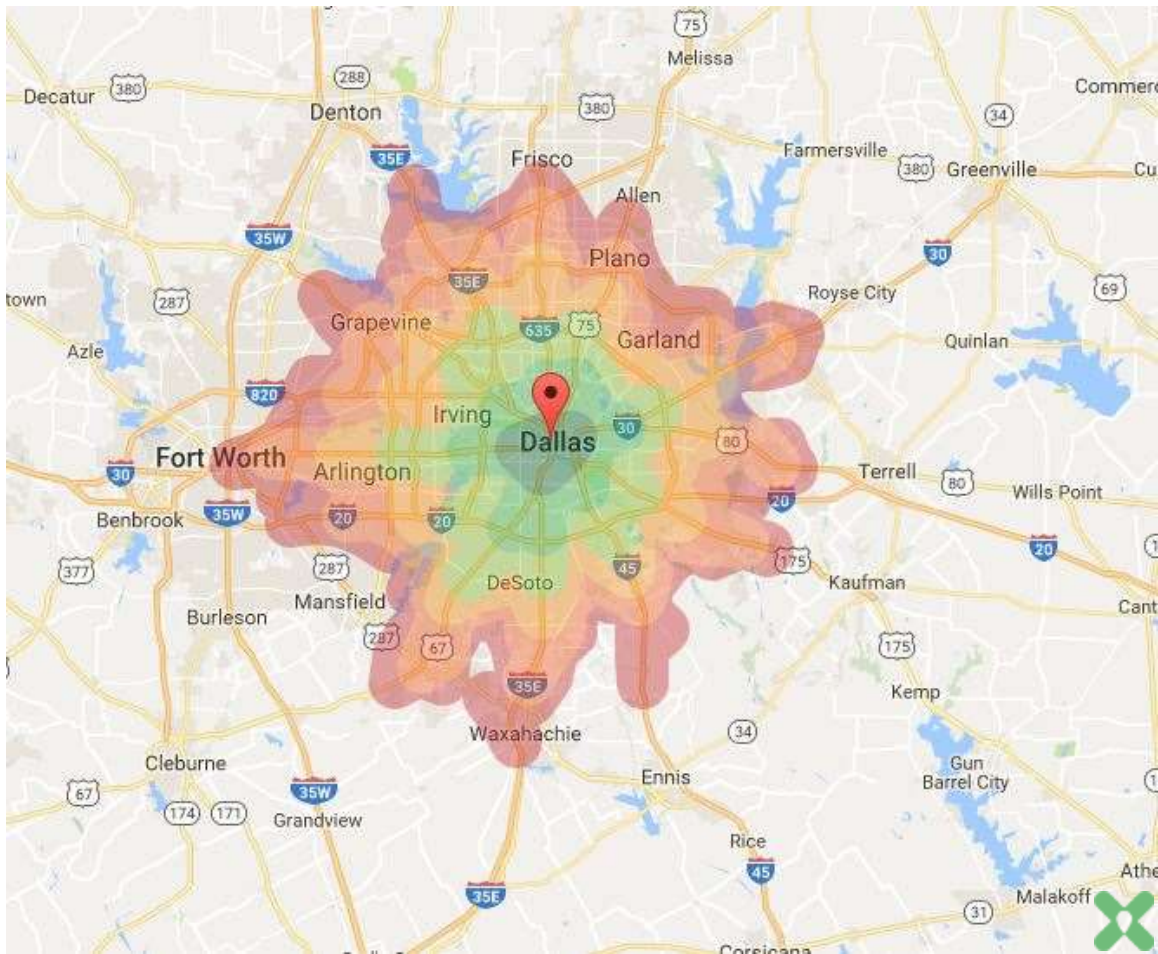 75
Melissa
Decatur
380
288
Commerc
Denton
380
34
35E
Frisco
Farmersville
380
Greenville
Cu
Allen
35W
30
Plano
35E
Royse City
69
town
287
Grapevine
635
75
Garland
Quinlan
Azle
820
Irving
30
Dallas
80
Fort Worth
30
Arlington
Terrell
80
Wills Point
20
35W
20
20
Benbrook
20
45
175
377
287
DeSoto
Kaufman
Mansfield
Cant
Burleson
287
67
175
35E
Kemp
Waxahachie
34
Cleburne
Gun
Barrel City
Ennis
67
35W
174
171
Grandview
Rice
45
Athe
35E
Malakoff
31
Corsicana